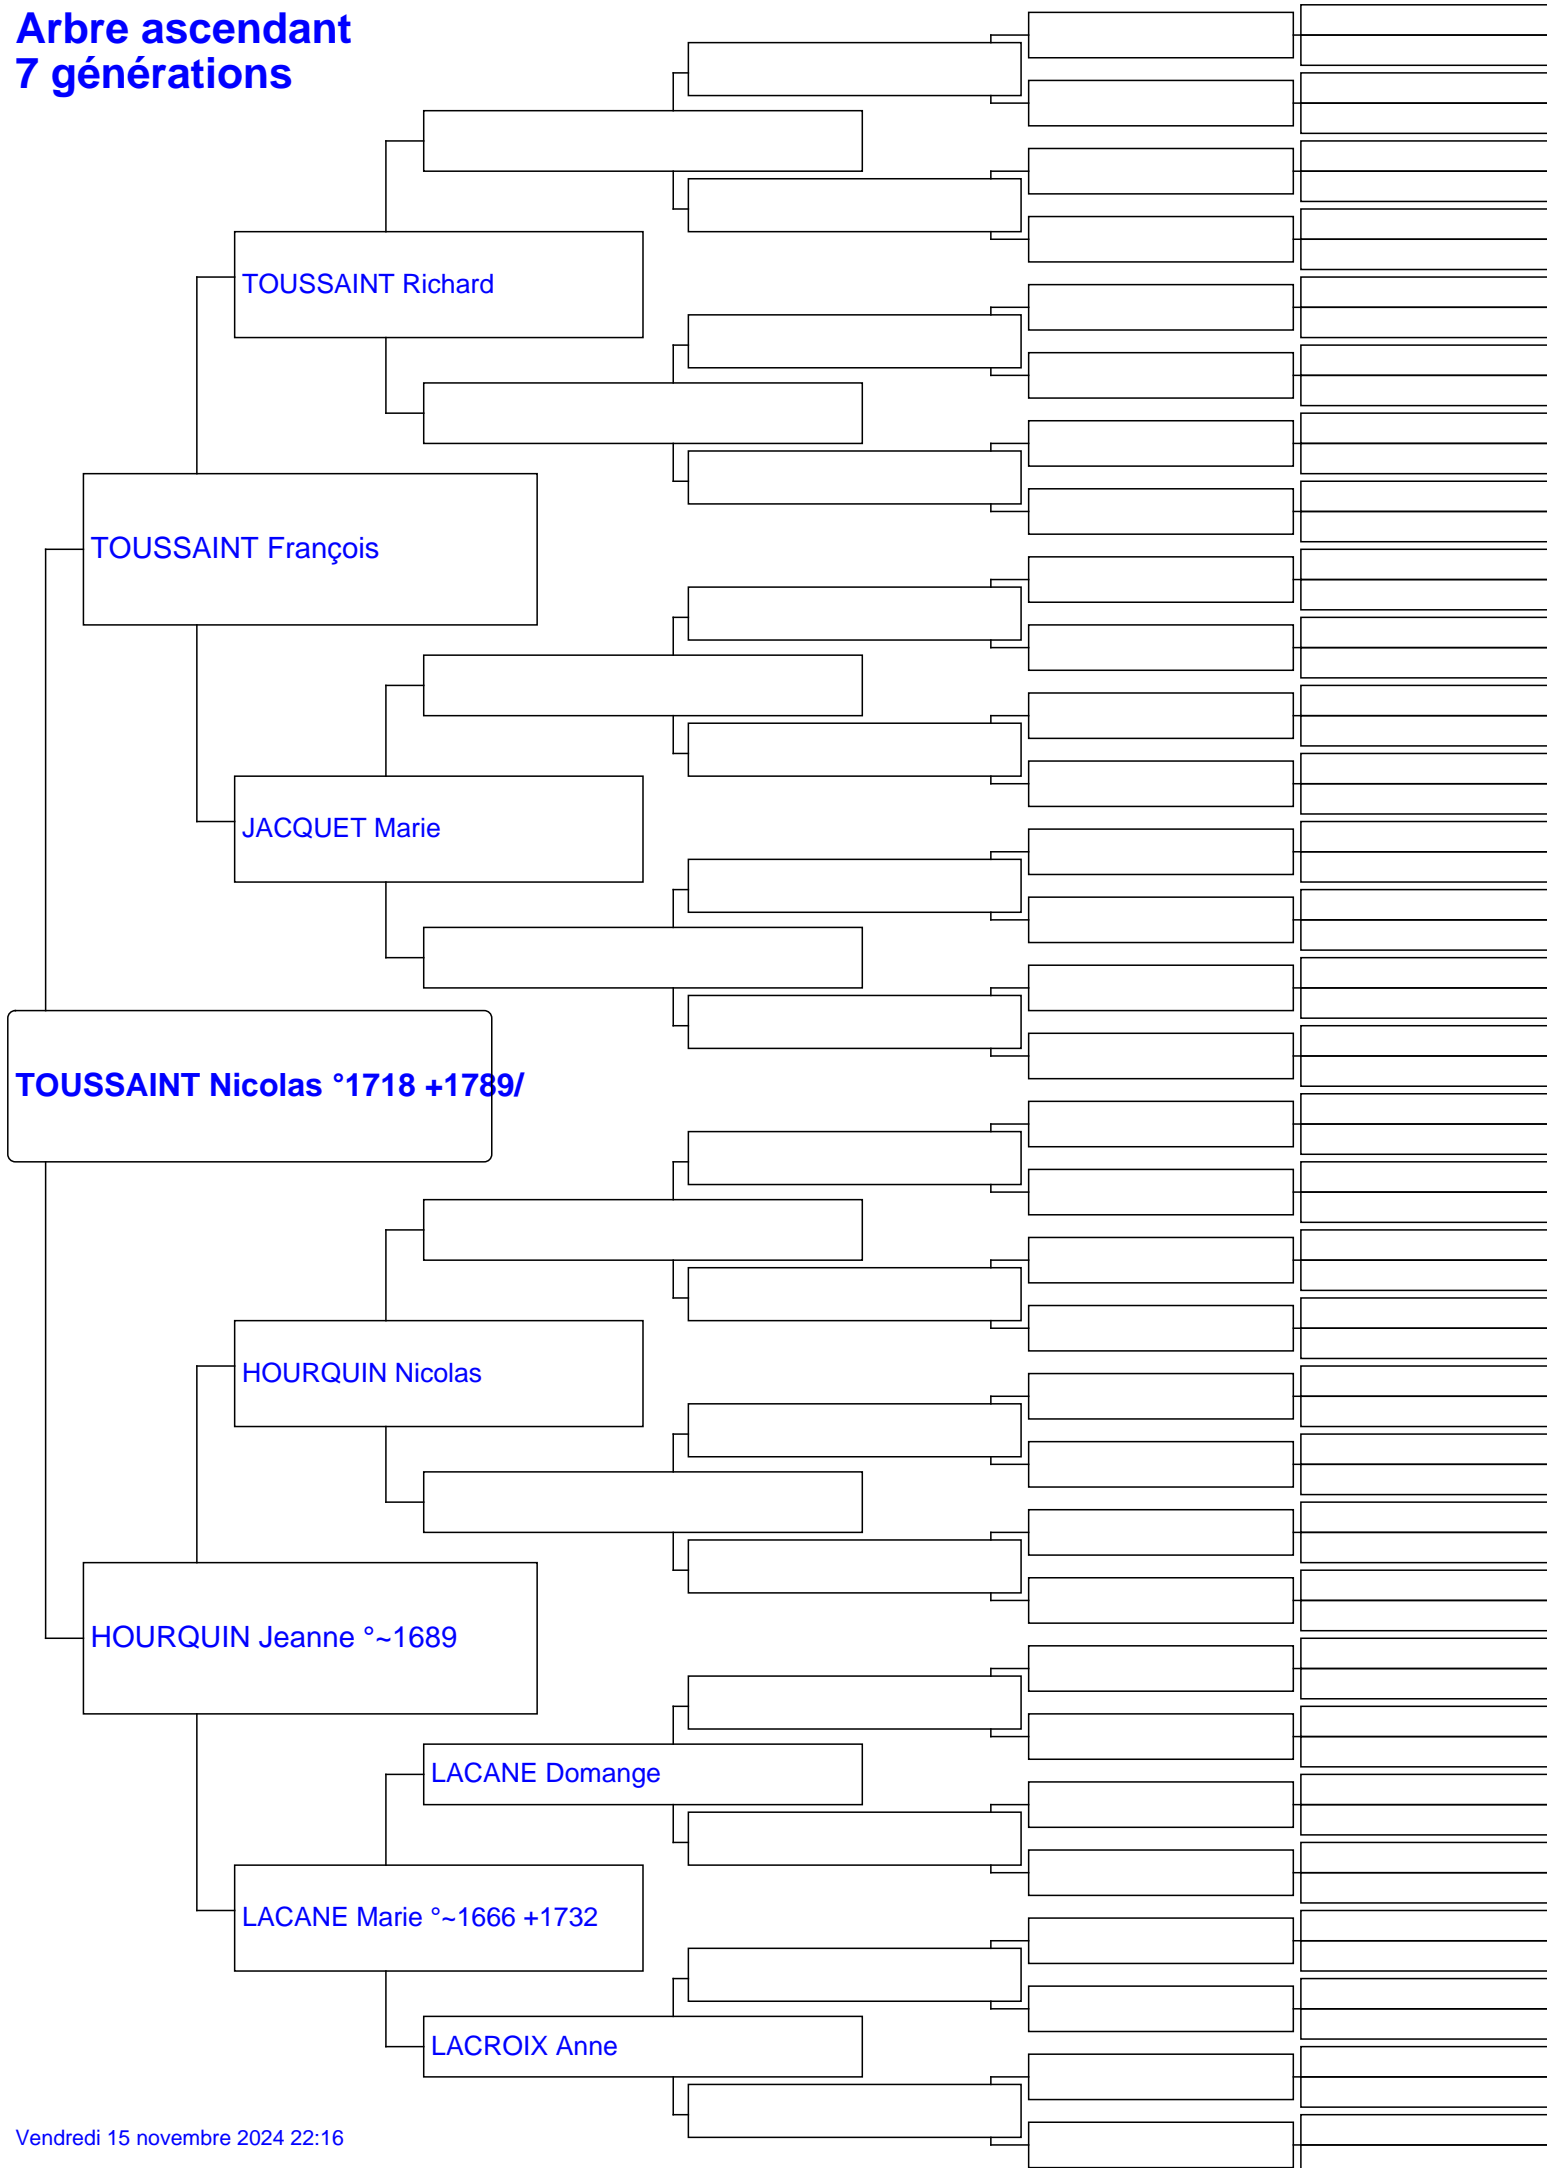 Arbre ascendant
7 générations
TOUSSAINT Richard
TOUSSAINT François
JACQUET Marie
TOUSSAINT Nicolas °1718 +1789/
HOURQUIN Nicolas
HOURQUIN Jeanne °~1689
LACANE Domange
LACANE Marie °~1666 +1732
LACROIX Anne
Vendredi 15 novembre 2024 22:16